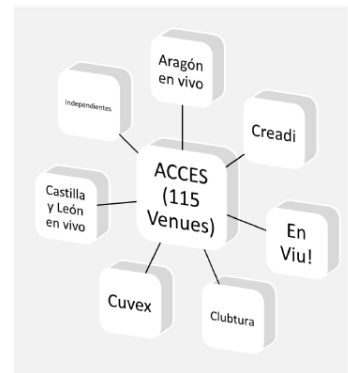 Aragón
en vivo
Independientes
Creadi
ACCES
(115
Venues)
Castilla
y León
en vivo
En
Viu!
Cuvex
Clubtura